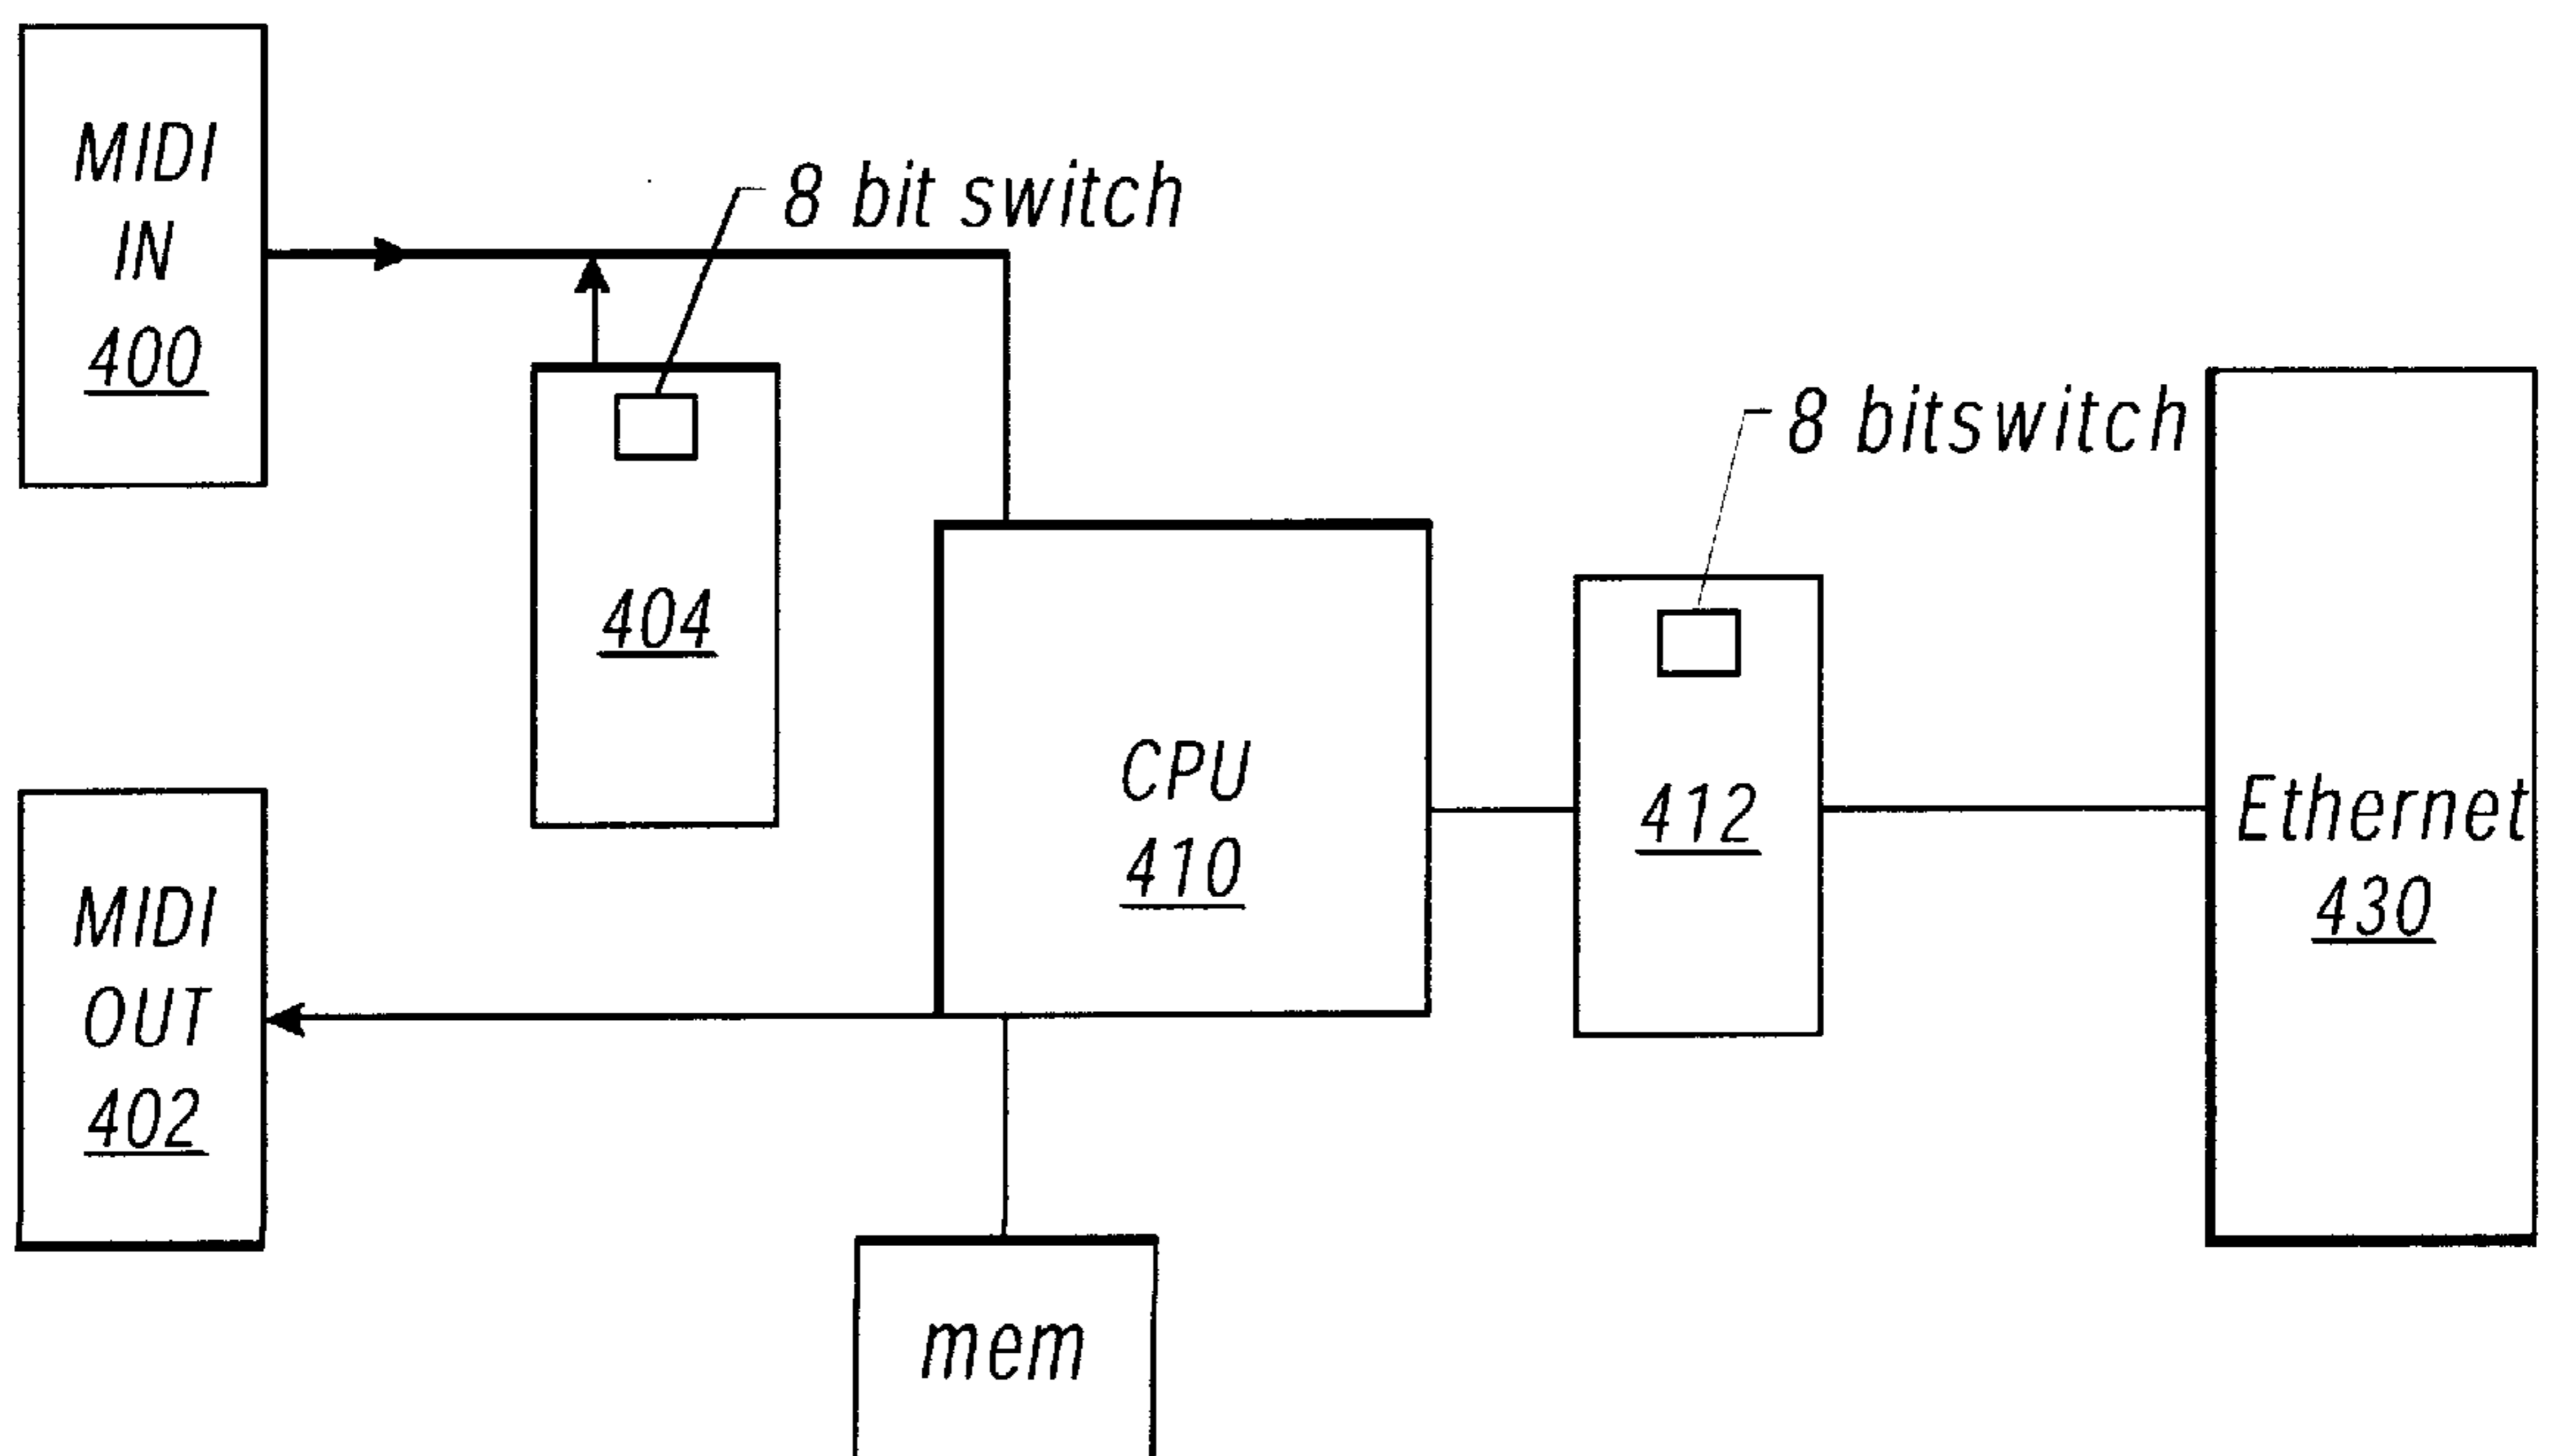 MIDI
IN
400
8 bit switch
404
8 bitswitch
CPU
410
412
Ethernet
430
MIDI
OUT
402
mem